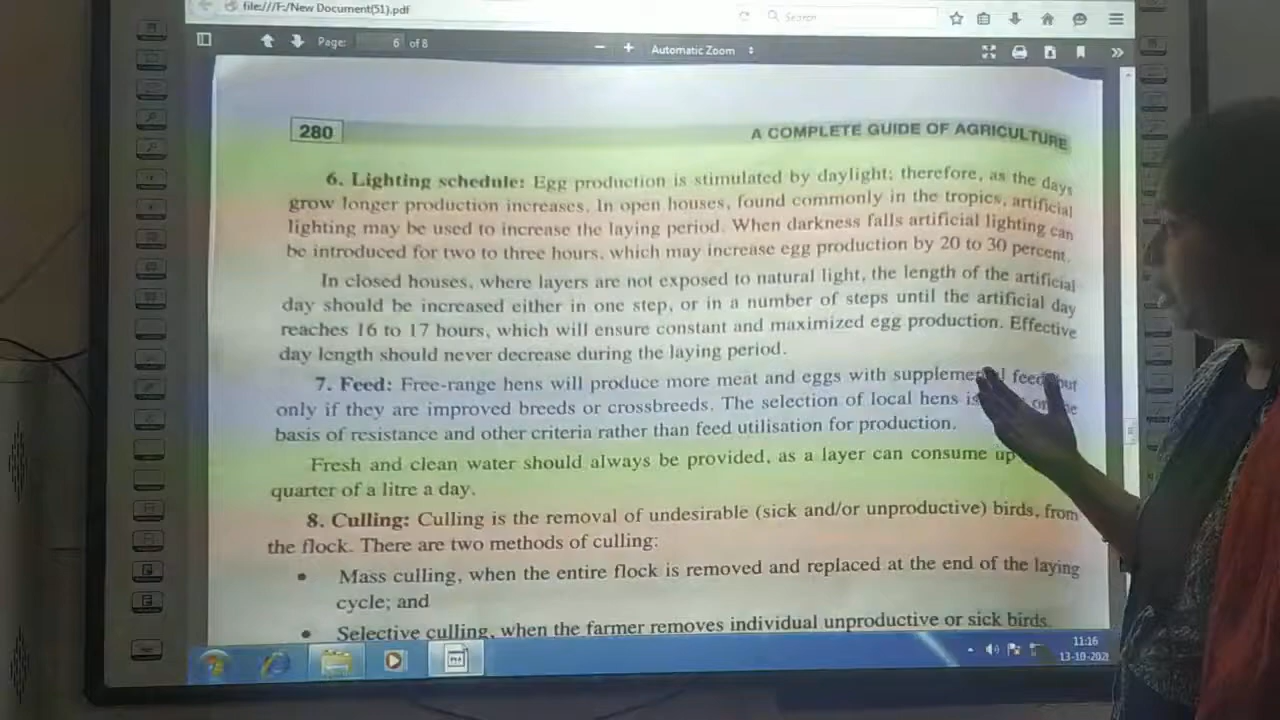 file:///F:/New Document(51).pdf
Search
Page: 6 of 8
Automatic Zoom
280
A COMPLETE GUIDE OF AGRICULTURE
6. Lighting schedule: Egg production is stimulated by daylight; therefore, as the days
grow longer production increases. In open houses, found commonly in the tropics, artificial
lighting may be used to increase the laying period. When darkness falls artificial lighting can
be introduced for two to three hours, which may increase egg production by 20 to 30 percent.
In closed houses, where layers are not exposed to natural light, the length of the artificial
day should be increased either in one step, or in a number of steps until the artificial day
reaches 16 to 17 hours, which will ensure constant and maximized egg production. Effective
day length should never decrease during the laying period.
7. Feed: Free-range hens will produce more meat and eggs with supplemental feed, but
only if they are improved breeds or crossbreeds. The selection of local hens is
basis of resistance and other criteria rather than feed utilisation for production.
Fresh and clean water should always be provided, as a layer can consume up
quarter of a litre a day.
8. Culling: Culling is the removal of undesirable (sick and/or unproductive) birds, from
the flock. There are two methods of culling:
• Mass culling, when the entire flock is removed and replaced at the end of the laying
cycle; and
• Selective culling, when the farmer removes individual unproductive or sick birds.
11:16